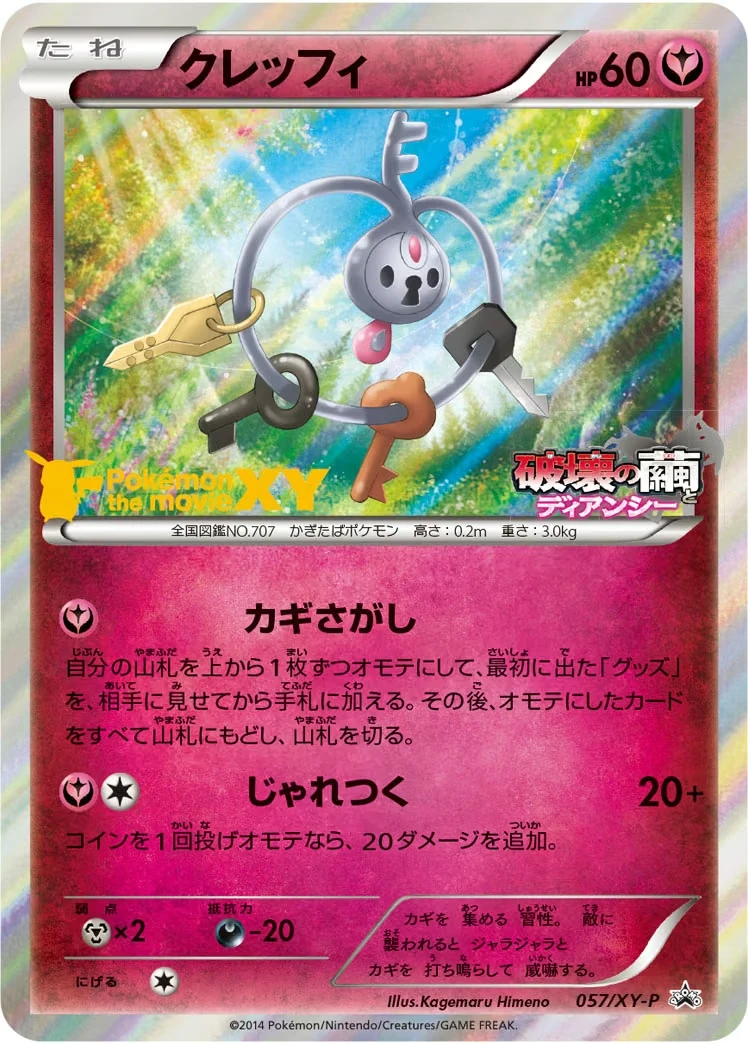 たね
クレッフィ
HP60
Pokémon
the movie XY
破壊の繭と
ディアンシー
全国図鑑NO.707 かぎたばポケモン 高さ:0.2m 重さ:3.0kg
カギさがし
自分の山札を上から1枚ずつオモテにして、最初に出た「グッズ」
を、相手に見せてから手札に加える。その後、オモテにしたカード
をすべて山札にもどし、山札を切る。
じゃれつく 20+
コインを1回投げオモテなら、20ダメージを追加。
弱点 抵抗力
×2 -20
にげる
カギを 集める 習性。 敵に
襲われると ジャラジャラと
カギを 打ち鳴らして 威嚇する。
Illus.Kagemaru Himeno 057/XY-P
©2014 Pokémon/Nintendo/Creatures/GAME FREAK.